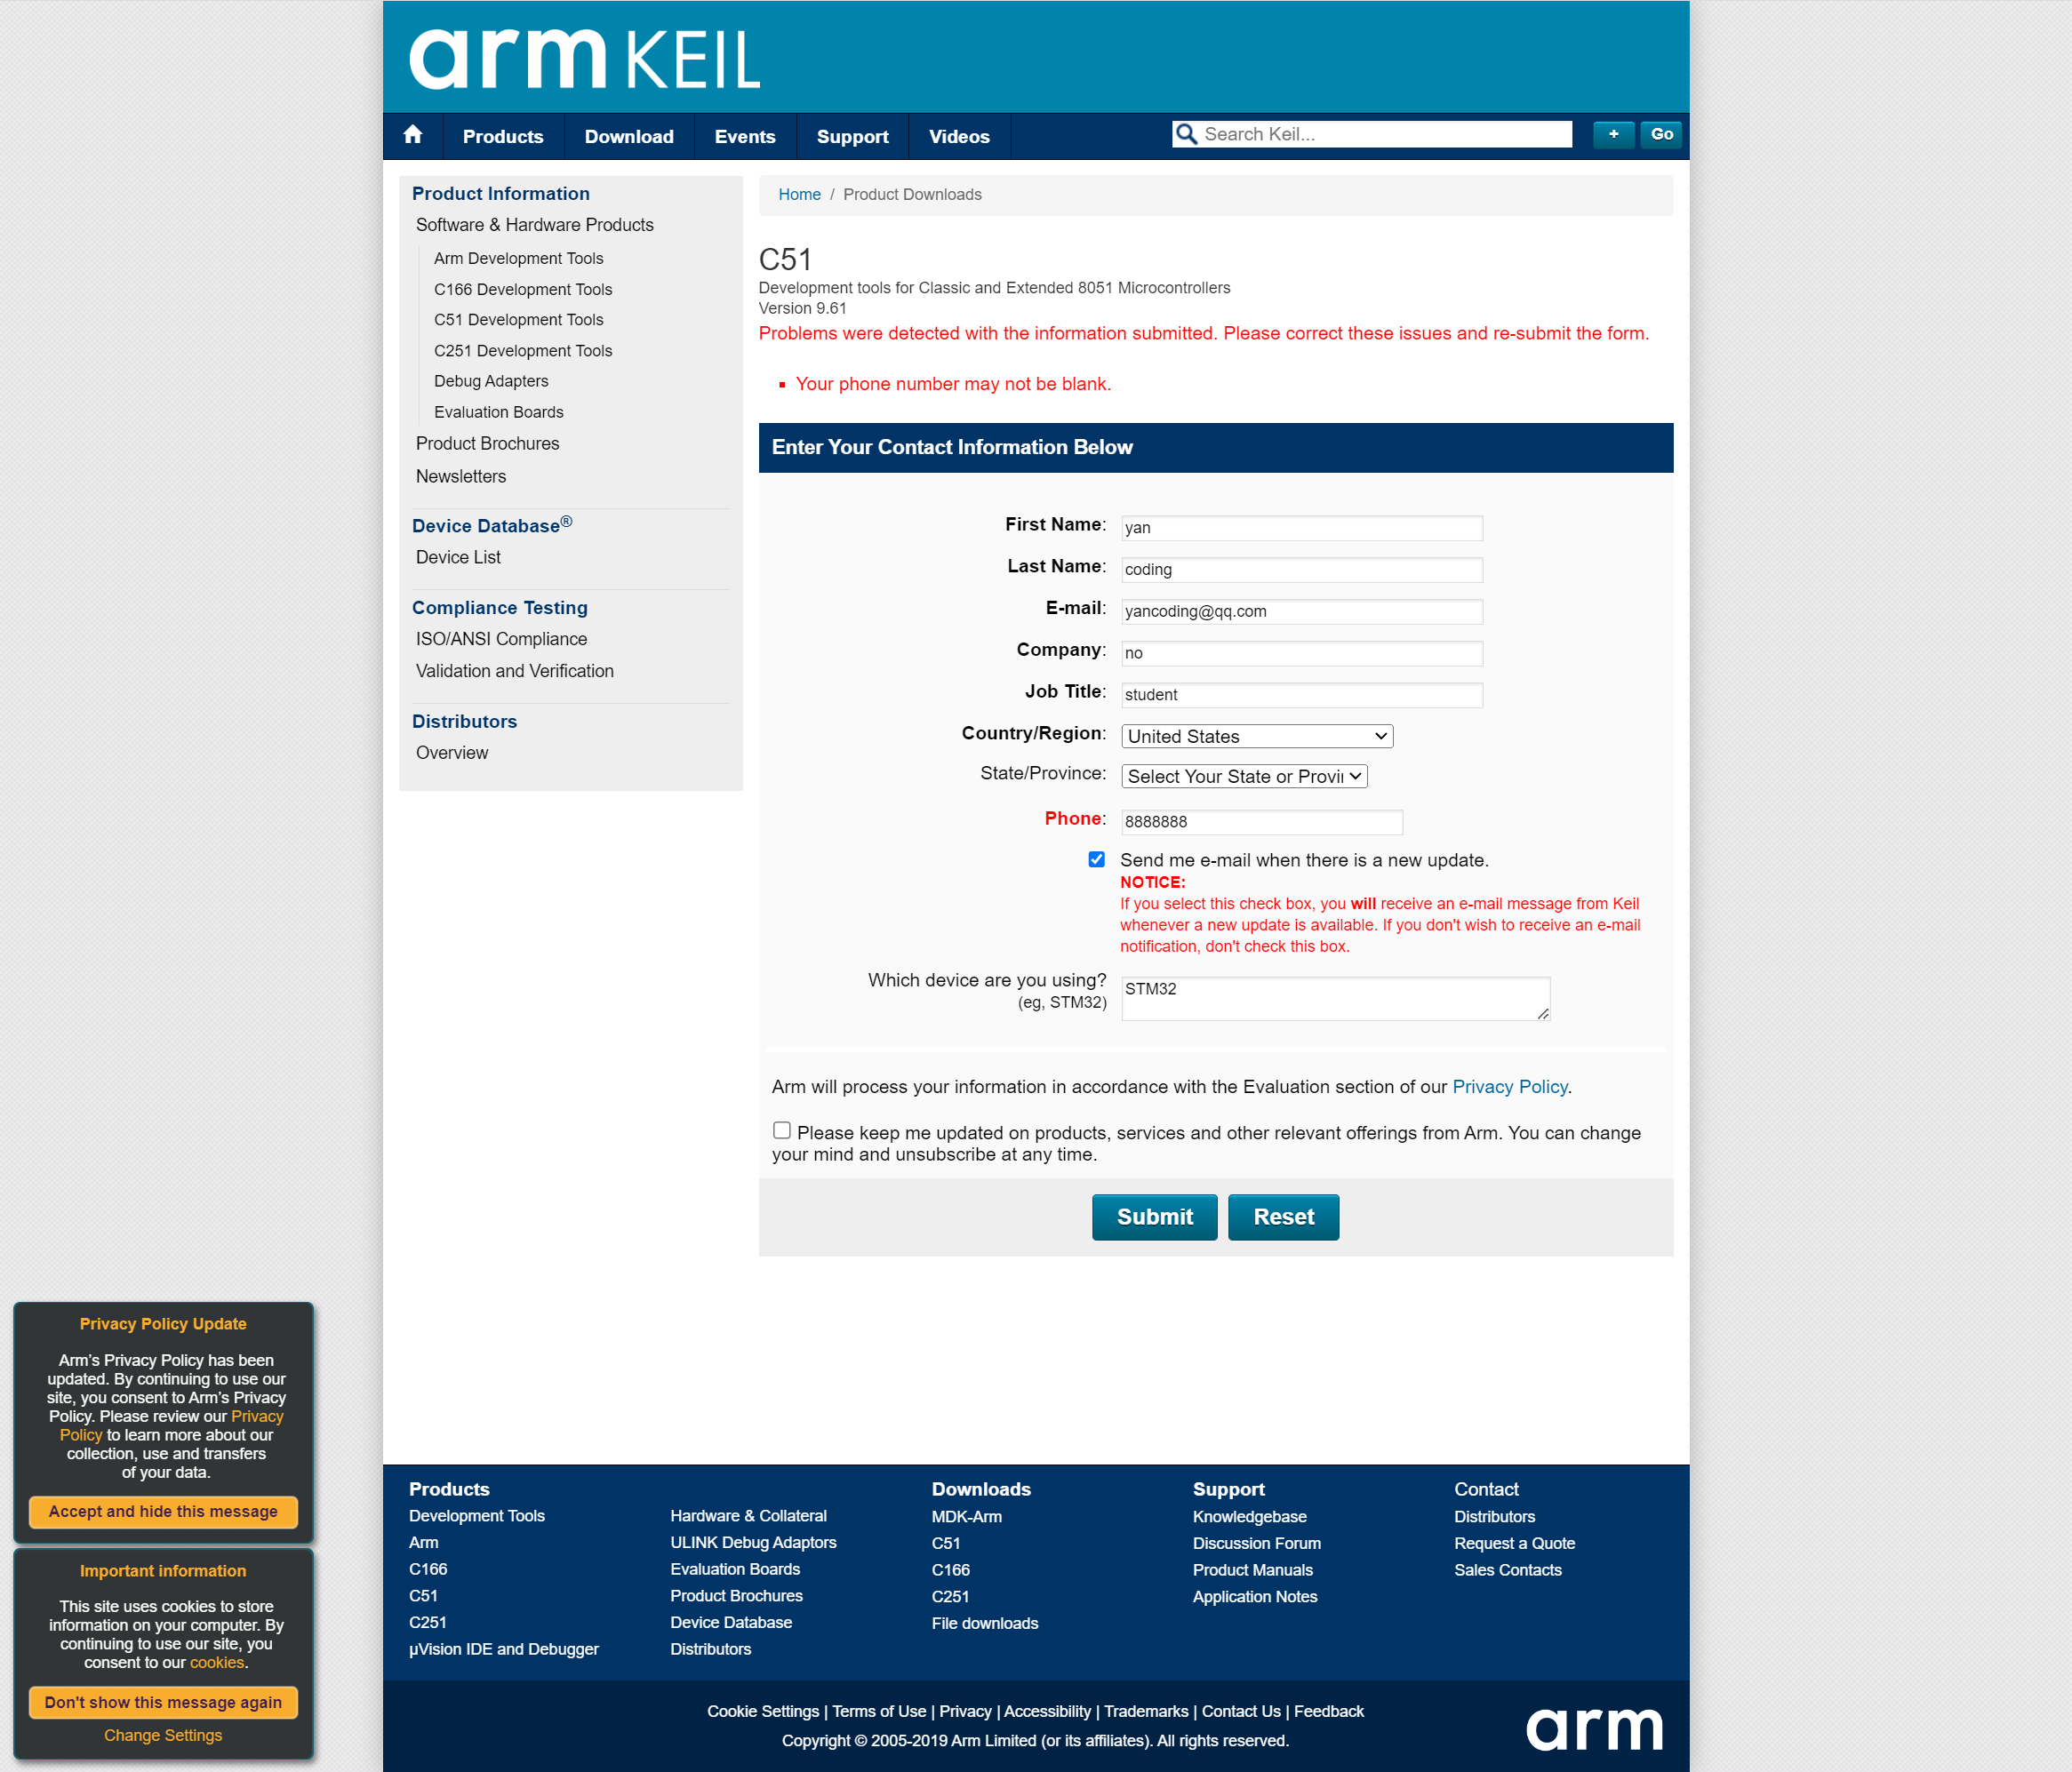 arm KEIL
Products
Download
Events
Support
Videos
Search Keil...
+
Go
Product Information
Software & Hardware Products
Arm Development Tools
C166 Development Tools
C51 Development Tools
C251 Development Tools
Debug Adapters
Evaluation Boards
Product Brochures
Newsletters
Device Database®
Device List
Compliance Testing
ISO/ANSI Compliance
Validation and Verification
Distributors
Overview
Home / Product Downloads
C51
Development tools for Classic and Extended 8051 Microcontrollers
Version 9.61
Problems were detected with the information submitted. Please correct these issues and re-submit the form.
Your phone number may not be blank.
Enter Your Contact Information Below
First Name: yan
Last Name: coding
E-mail: yancoding@qq.com
Company: no
Job Title: student
Country/Region: United States
State/Province: Select Your State or Provi
Phone: 8888888
Send me e-mail when there is a new update.
NOTICE:
If you select this check box, you will receive an e-mail message from Keil
whenever a new update is available. If you don't wish to receive an e-mail
notification, don't check this box.
Which device are you using? STM32
(eg, STM32)
Arm will process your information in accordance with the Evaluation section of our Privacy Policy.
Please keep me updated on products, services and other relevant offerings from Arm. You can change
your mind and unsubscribe at any time.
Submit
Reset
Privacy Policy Update
Arm's Privacy Policy has been
updated. By continuing to use our
site, you consent to Arm's Privacy
Policy. Please review our Privacy
Policy to learn more about our
collection, use and transfers
of your data.
Accept and hide this message
Important information
This site uses cookies to store
information on your computer. By
continuing to use our site, you
consent to our cookies.
Don't show this message again
Change Settings
Products
Development Tools
Arm
C166
C51
C251
µVision IDE and Debugger
Hardware & Collateral
ULINK Debug Adaptors
Evaluation Boards
Product Brochures
Device Database
Distributors
Downloads
MDK-Arm
C51
C166
C251
File downloads
Support
Knowledgebase
Discussion Forum
Product Manuals
Application Notes
Contact
Distributors
Request a Quote
Sales Contacts
Cookie Settings | Terms of Use | Privacy | Accessibility | Trademarks | Contact Us | Feedback
Copyright © 2005-2019 Arm Limited (or its affiliates). All rights reserved.
arm